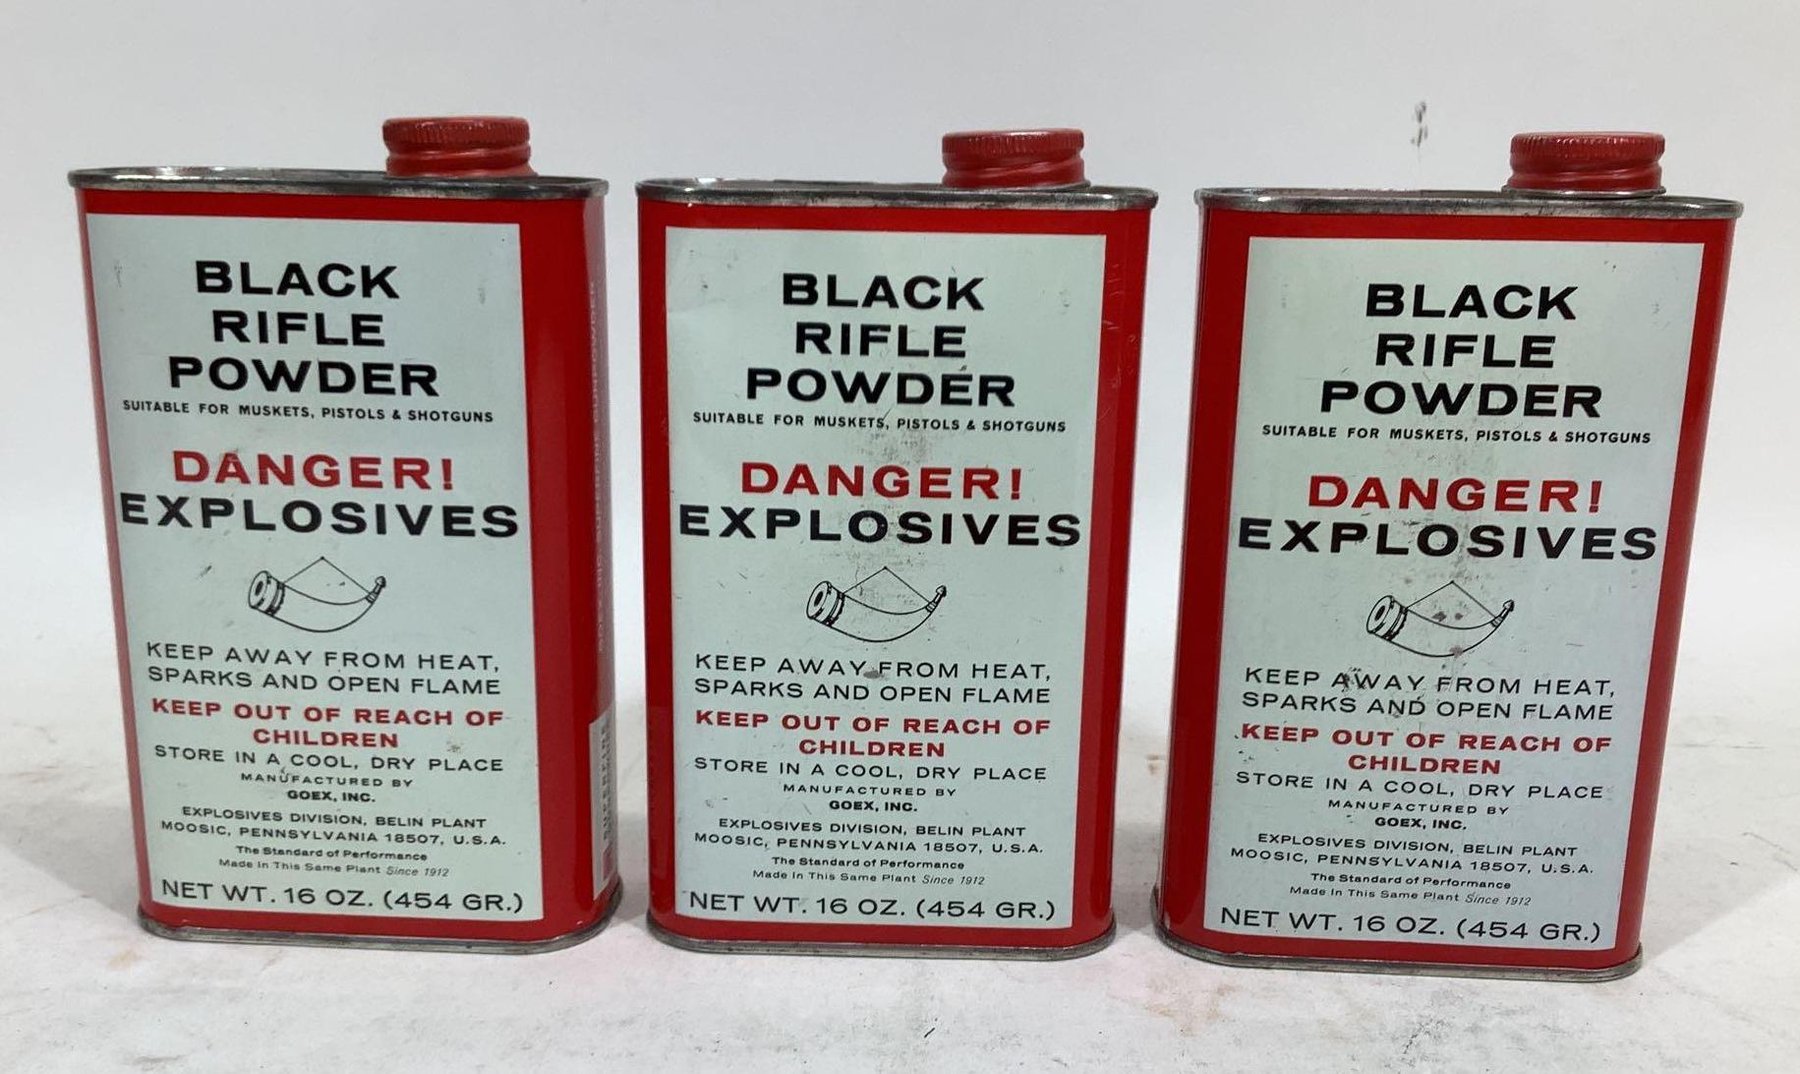 BLACK
RIFLE
POWDER
SUITABLE FOR MUSKETS, PISTOLS & SHOTGUNS
DANGER!
EXPLOSIVES
KEEP AWAY FROM HEAT,
SPARKS AND OPEN FLAME
KEEP OUT OF REACH OF
CHILDREN
STORE IN A COOL, DRY PLACE
MANUFACTURED BY
GOEX, INC.
EXPLOSIVES DIVISION, BELIN PLANT
MOOSIC, PENNSYLVANIA 18507, U.S.A.
The Standard of Performance
Made In This Same Plant Since 1912
NET WT. 16 OZ. (454 GR.)
BLACK
RIFLE
POWDER
SUITABLE FOR MUSKETS, PISTOLS & SHOTGUNS
DANGER!
EXPLOSIVES
KEEP AWAY FROM HEAT,
SPARKS AND OPEN FLAME
KEEP OUT OF REACH OF
CHILDREN
STORE IN A COOL, DRY PLACE
MANUFACTURED BY
GOEX, INC.
EXPLOSIVES DIVISION, BELIN PLANT
MOOSIC, PENNSYLVANIA 18507, U.S.A.
The Standard of Performance
Made In This Same Plant Since 1912
NET WT. 16 OZ. (454 GR.)
BLACK
RIFLE
POWDER
SUITABLE FOR MUSKETS, PISTOLS & SHOTGUNS
DANGER!
EXPLOSIVES
KEEP AWAY FROM HEAT,
SPARKS AND OPEN FLAME
KEEP OUT OF REACH OF
CHILDREN
STORE IN A COOL, DRY PLACE
MANUFACTURED BY
GOEX, INC.
EXPLOSIVES DIVISION, BELIN PLANT
MOOSIC, PENNSYLVANIA 18507, U.S.A.
The Standard of Performance
Made In This Same Plant Since 1912
NET WT. 16 OZ. (454 GR.)